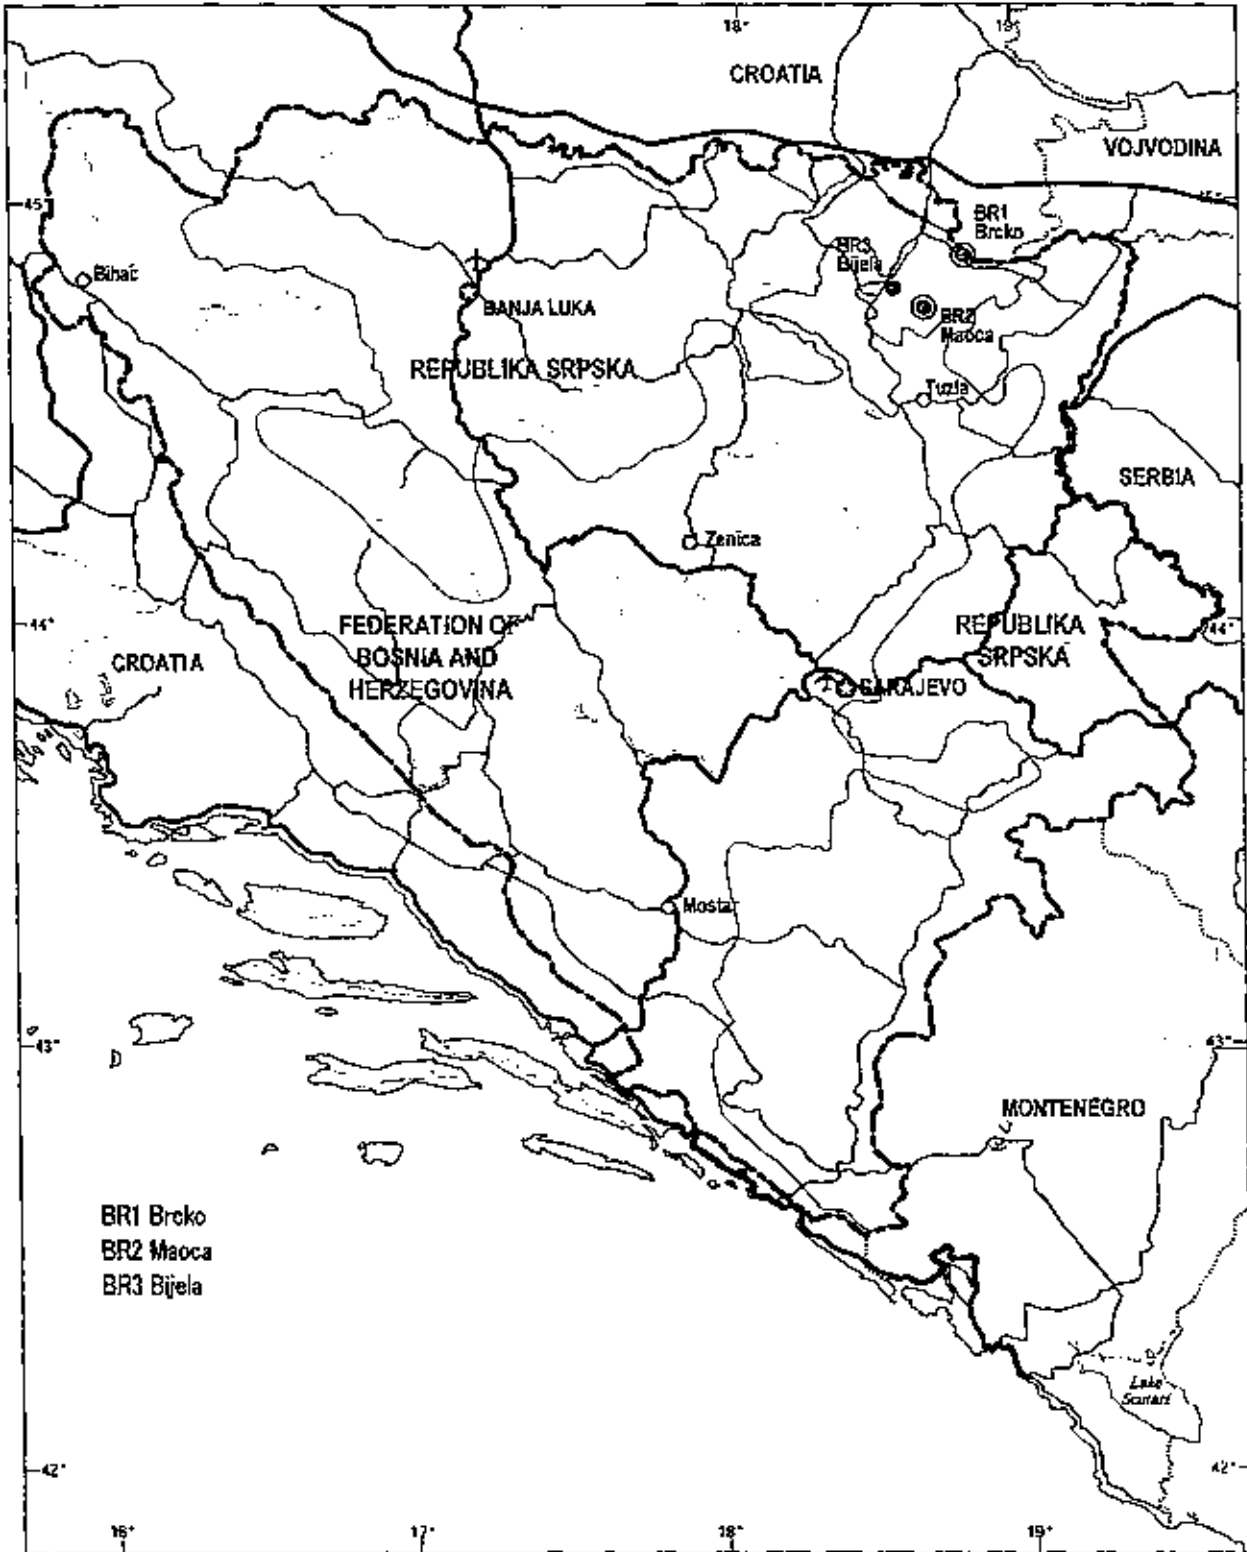 18°
19°
CROATIA
VOJVODINA
45°
BR1
Brcko
BR3
Bijela
Bihać
BANJA LUKA
BR2
Maoca
REPUBLIKA SRPSKA
Tuzla
SERBIA
Zenica
FEDERATION OF
BOSNIA AND
HERZEGOVINA
REPUBLIKA
SRPSKA
44°
44°
CROATIA
SARAJEVO
Mostar
43°
43°
MONTENEGRO
BR1 Brcko
BR2 Maoca
BR3 Bijela
Lake
Scutari
42°
42°
16°
17°
18°
19°